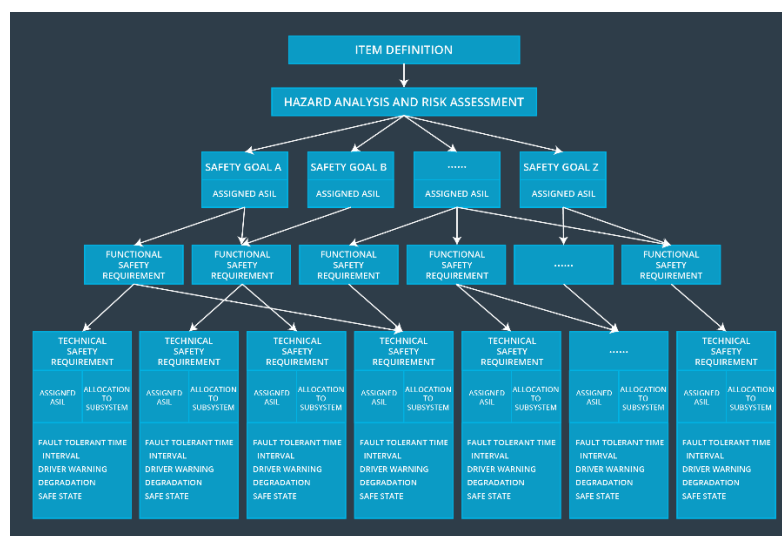 ITEM DEFINITION
HAZARD ANALYSIS AND RISK ASSESSMENT
SAFETY GOAL A
ASSIGNED ASIL
SAFETY GOAL B
ASSIGNED ASIL
......
ASSIGNED ASIL
SAFETY GOAL Z
ASSIGNED ASIL
FUNCTIONAL
SAFETY
REQUIREMENT
FUNCTIONAL
SAFETY
REQUIREMENT
FUNCTIONAL
SAFETY
REQUIREMENT
FUNCTIONAL
SAFETY
REQUIREMENT
......
FUNCTIONAL
SAFETY
REQUIREMENT
TECHNICAL
SAFETY
REQUIREMENT
ASSIGNED
ASIL
ALLOCATION
TO
SUBSYSTEM
FAULT TOLERANT TIME
INTERVAL
DRIVER WARNING
DEGRADATION
SAFE STATE
TECHNICAL
SAFETY
REQUIREMENT
ASSIGNED
ASIL
ALLOCATION
TO
SUBSYSTEM
FAULT TOLERANT TIME
INTERVAL
DRIVER WARNING
DEGRADATION
SAFE STATE
TECHNICAL
SAFETY
REQUIREMENT
ASSIGNED
ASIL
ALLOCATION
TO
SUBSYSTEM
FAULT TOLERANT TIME
INTERVAL
DRIVER WARNING
DEGRADATION
SAFE STATE
TECHNICAL
SAFETY
REQUIREMENT
ASSIGNED
ASIL
ALLOCATION
TO
SUBSYSTEM
FAULT TOLERANT TIME
INTERVAL
DRIVER WARNING
DEGRADATION
SAFE STATE
TECHNICAL
SAFETY
REQUIREMENT
ASSIGNED
ASIL
ALLOCATION
TO
SUBSYSTEM
FAULT TOLERANT TIME
INTERVAL
DRIVER WARNING
DEGRADATION
SAFE STATE
......
ASSIGNED
ASIL
ALLOCATION
TO
SUBSYSTEM
FAULT TOLERANT TIME
INTERVAL
DRIVER WARNING
DEGRADATION
SAFE STATE
TECHNICAL
SAFETY
REQUIREMENT
ASSIGNED
ASIL
ALLOCATION
TO
SUBSYSTEM
FAULT TOLERANT TIME
INTERVAL
DRIVER WARNING
DEGRADATION
SAFE STATE